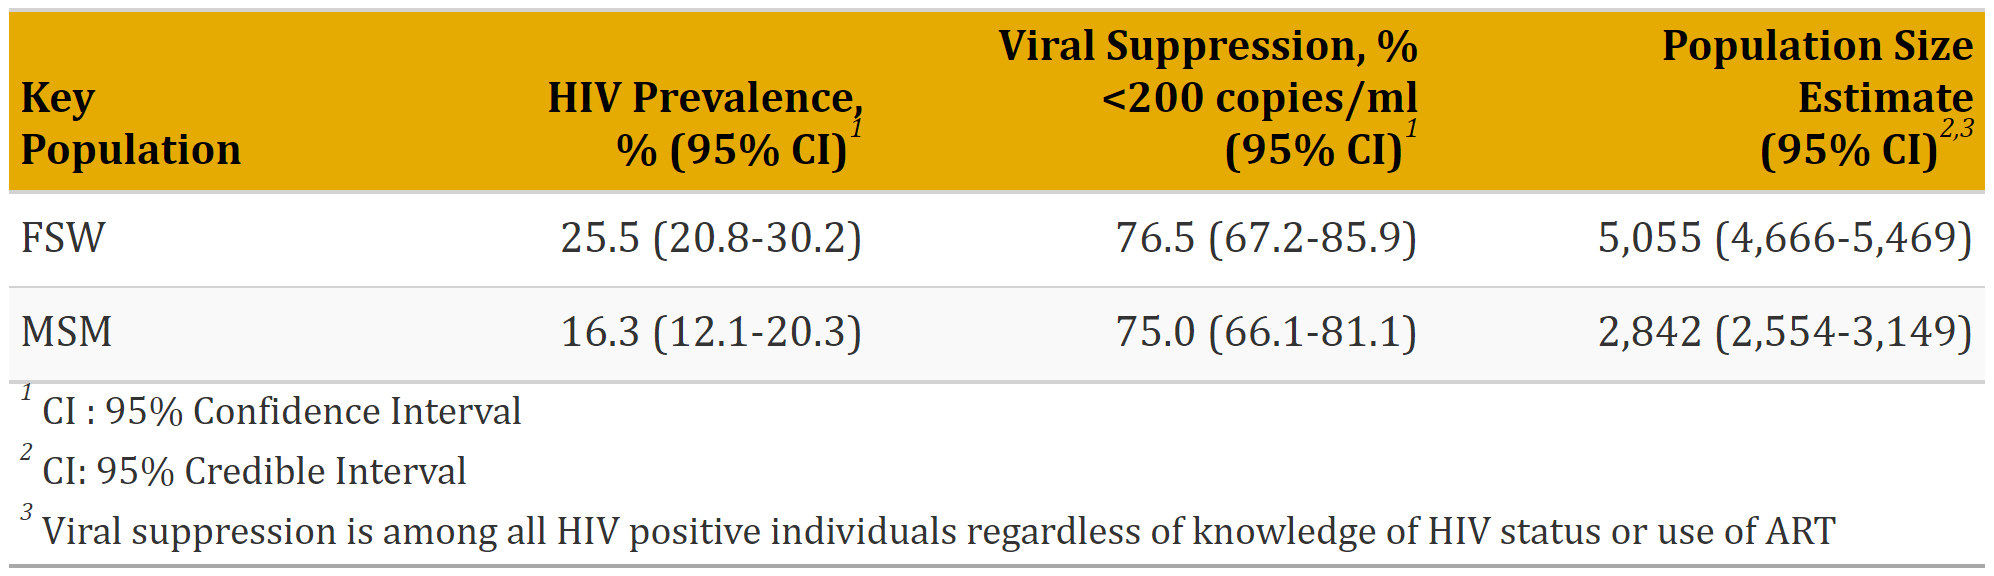 Key Population | HIV Prevalence, % (95% CI)1 | Viral Suppression, % <200 copies/ml (95% CI)1 | Population Size Estimate (95% CI)2,3
FSW | 25.5 (20.8-30.2) | 76.5 (67.2-85.9) | 5,055 (4,666-5,469)
MSM | 16.3 (12.1-20.3) | 75.0 (66.1-81.1) | 2,842 (2,554-3,149)
1 CI : 95% Confidence Interval
2 CI: 95% Credible Interval
3 Viral suppression is among all HIV positive individuals regardless of knowledge of HIV status or use of ART